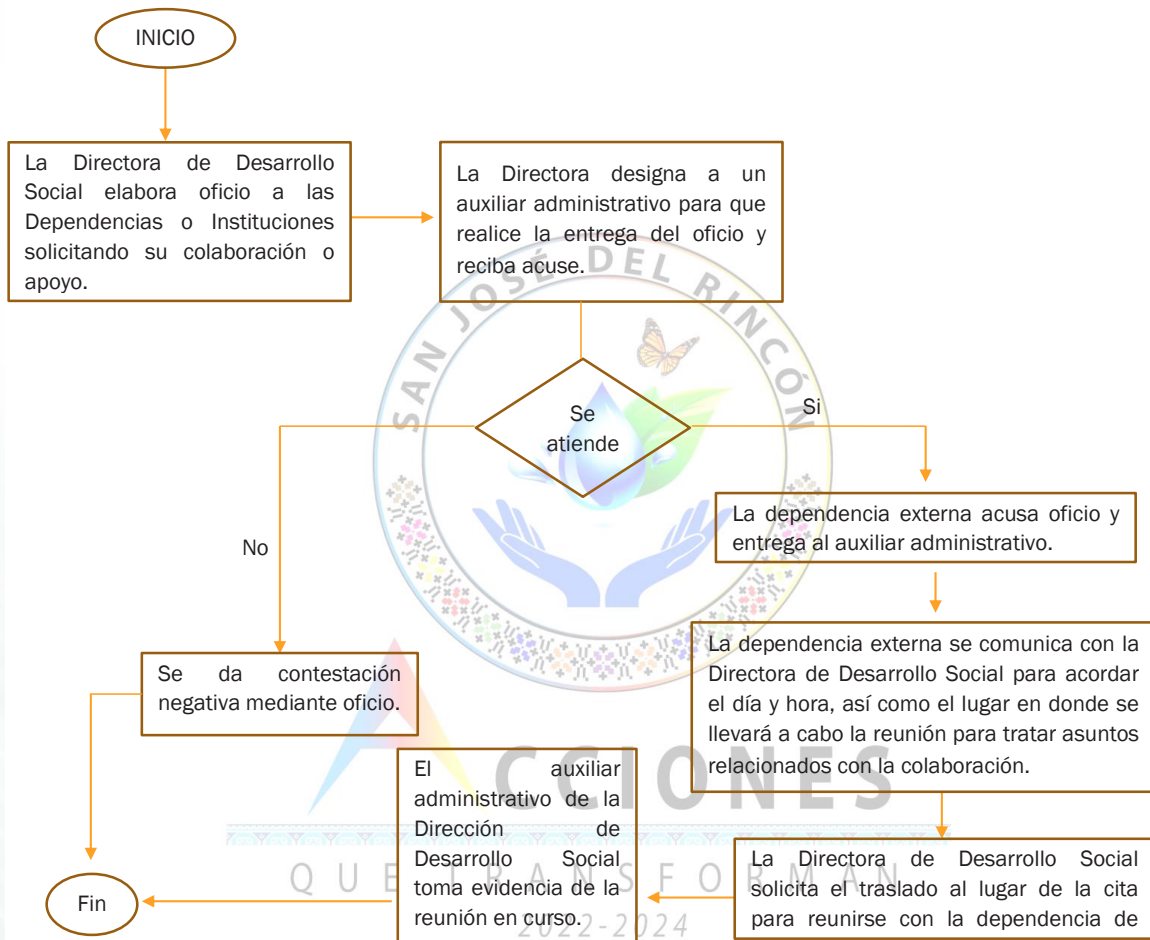 INICIO
La Directora de Desarrollo
Social elabora oficio a las
Dependencias o Instituciones
solicitando su colaboración o
apoyo.
La Directora designa a un
auxiliar administrativo para que
realice la entrega del oficio y
reciba acuse.
SAN JOSÉ DEL RINCÓN
Se
atiende
Si
No
La dependencia externa acusa oficio y
entrega al auxiliar administrativo.
La dependencia externa se comunica con la
Directora de Desarrollo Social para acordar
el día y hora, así como el lugar en donde se
llevará a cabo la reunión para tratar asuntos
relacionados con la colaboración.
Se da contestación
negativa mediante oficio.
El auxiliar
administrativo de la
Dirección de
Desarrollo Social
toma evidencia de la
reunión en curso.
La Directora de Desarrollo Social
solicita el traslado al lugar de la cita
para reunirse con la dependencia de
Fin
ACCIONES
QUE TRANSFORMAN
2022-2024